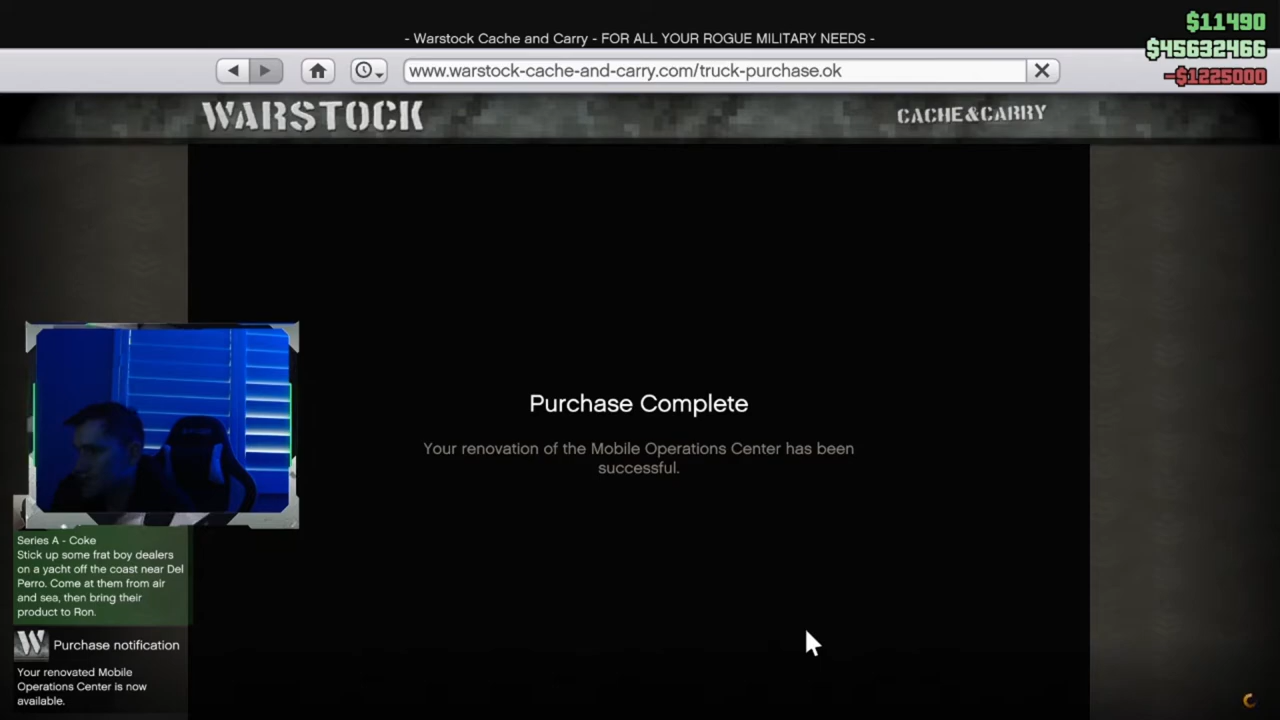 $11490
- Warstock Cache and Carry - FOR ALL YOUR ROGUE MILITARY NEEDS -
$45632466
www.warstock-cache-and-carry.com/truck-purchase.ok
-$1225000
WARSTOCK
CACHE&CARRY
Purchase Complete
Your renovation of the Mobile Operations Center has been
successful.
Series A - Coke
Stick up some frat boy dealers
on a yacht off the coast near Del
Perro. Come at them from air
and sea, then bring their
product to Ron.
W Purchase notification
Your renovated Mobile
Operations Center is now
available.